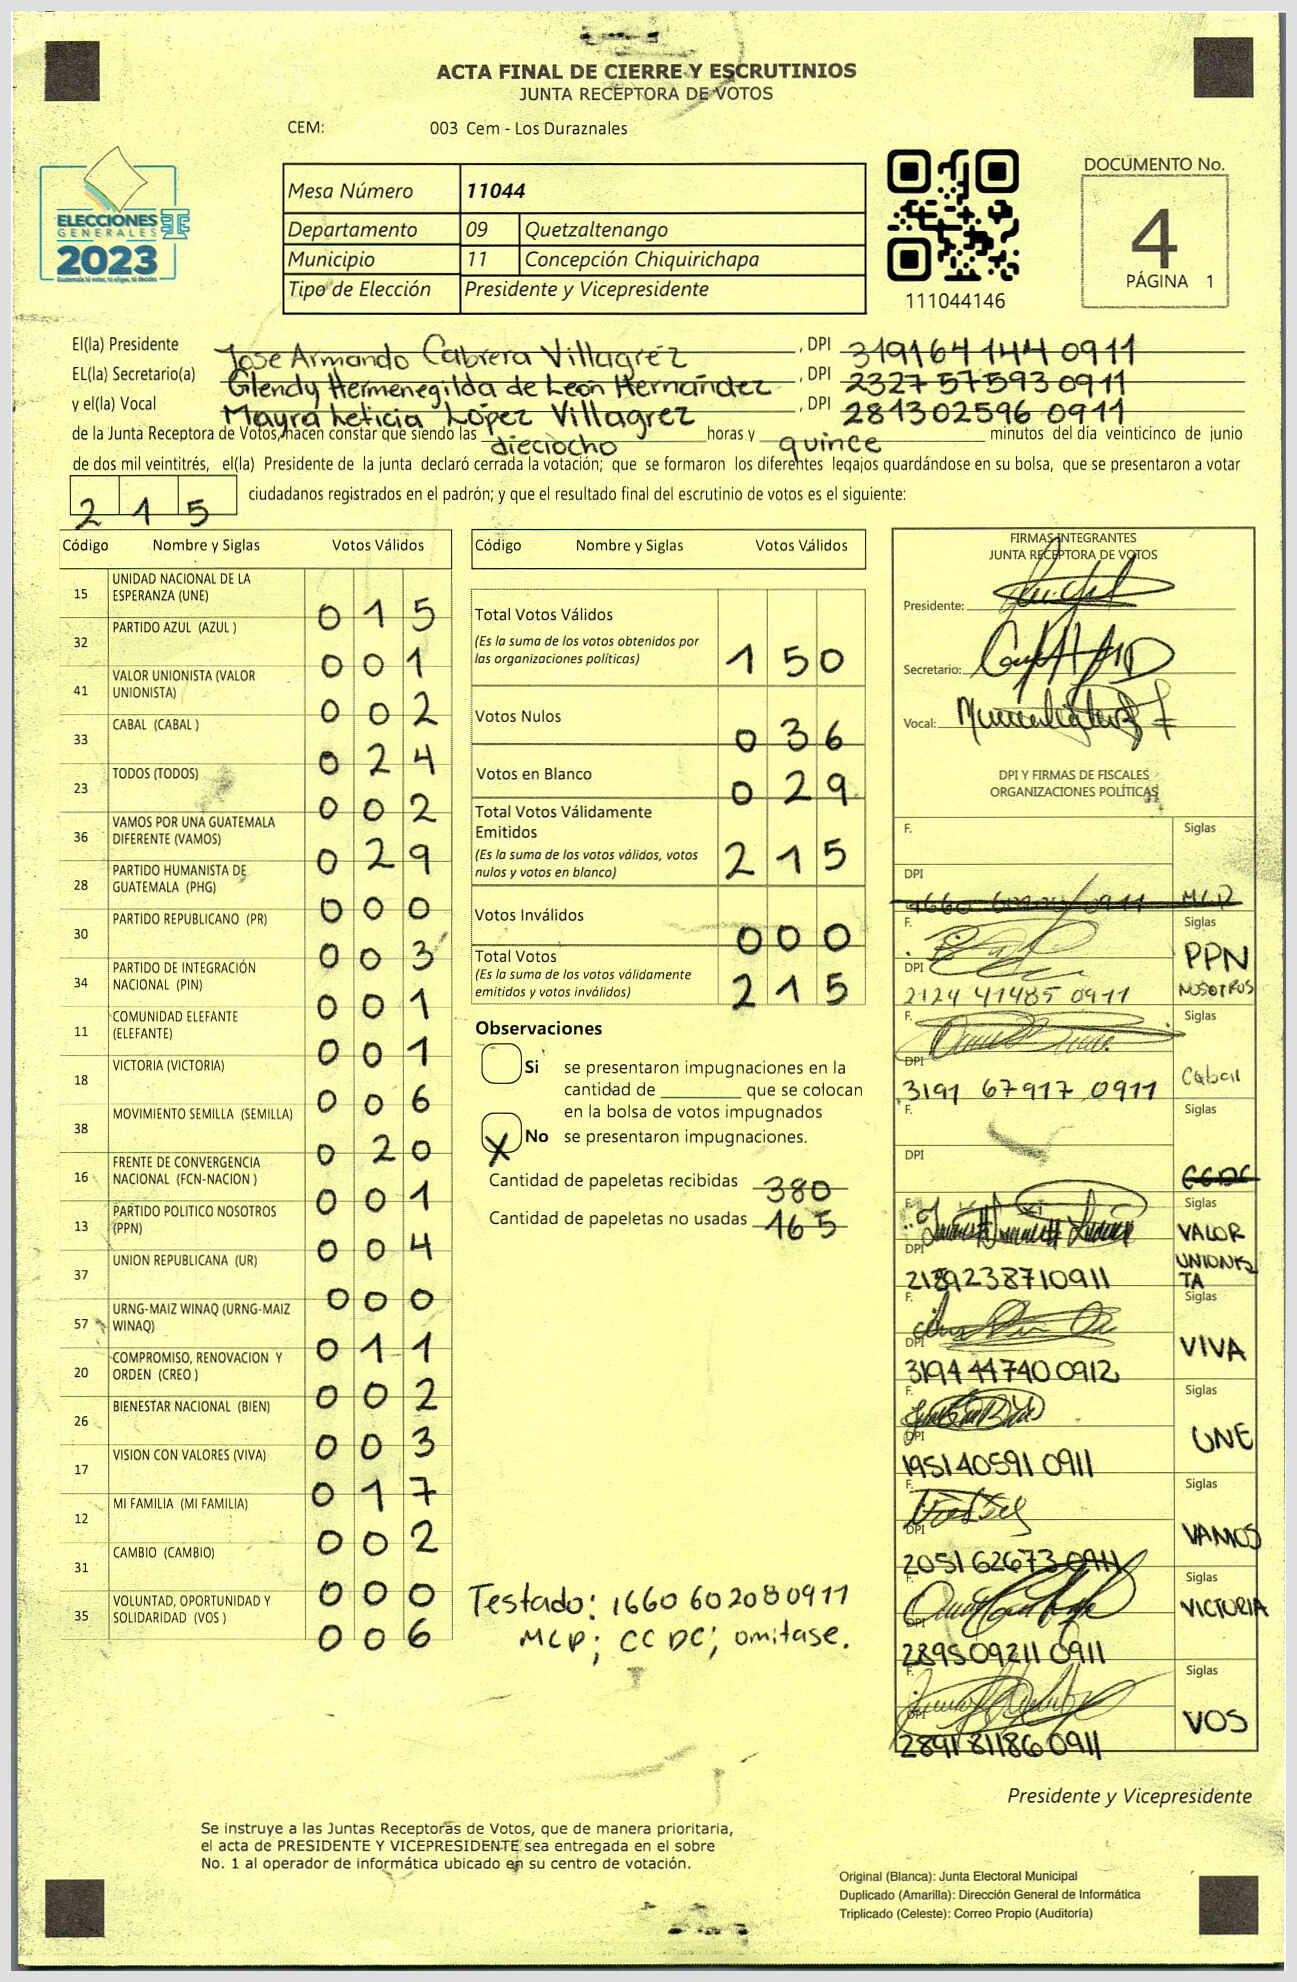 ACTA FINAL DE CIERRE Y ESCRUTINIOS
JUNTA RECEPTORA DE VOTOS
CEM: 003 Cem - Los Duraznales
ELECCIONES
GENERALES
2023
Mesa Número 11044
Departamento 09 Quetzaltenango
Municipio 11 Concepción Chiquirichapa
Tipo de Elección Presidente y Vicepresidente
111044146
DOCUMENTO No.
4
PÁGINA 1
El(la) Presidente Jose Armando Cabrera Villagrez , DPI 319164144 0911
EL(la) Secretario(a) Glendy Hermenegilda de León Hernández , DPI 2327 57593 0911
y el(la) Vocal Mayra Leticia López Villagrez , DPI 281302596 0911
de la Junta Receptora de Votos, hacen constar que siendo las dieciocho horas y quince minutos del día veinticinco de junio
de dos mil veintitrés, el(la) Presidente de la junta declaró cerrada la votación; que se formaron los diferentes legajos guardándose en su bolsa, que se presentaron a votar
2 1 5 ciudadanos registrados en el padrón; y que el resultado final del escrutinio de votos es el siguiente:
Código Nombre y Siglas Votos Válidos
15 UNIDAD NACIONAL DE LA ESPERANZA (UNE) 0 1 5
32 PARTIDO AZUL (AZUL ) 0 0 1
41 VALOR UNIONISTA (VALOR UNIONISTA) 0 0 2
33 CABAL (CABAL ) 0 2 4
23 TODOS (TODOS) 0 0 2
36 VAMOS POR UNA GUATEMALA DIFERENTE (VAMOS) 0 2 9
28 PARTIDO HUMANISTA DE GUATEMALA (PHG) 0 0 0
30 PARTIDO REPUBLICANO (PR) 0 0 3
34 PARTIDO DE INTEGRACIÓN NACIONAL (PIN) 0 0 1
11 COMUNIDAD ELEFANTE (ELEFANTE) 0 0 1
18 VICTORIA (VICTORIA) 0 0 6
38 MOVIMIENTO SEMILLA (SEMILLA) 0 2 0
16 FRENTE DE CONVERGENCIA NACIONAL (FCN-NACION ) 0 0 1
13 PARTIDO POLITICO NOSOTROS (PPN) 0 0 4
37 UNION REPUBLICANA (UR) 0 0 0
57 URNG-MAIZ WINAQ (URNG-MAIZ WINAQ) 0 1 1
20 COMPROMISO, RENOVACION Y ORDEN (CREO ) 0 0 2
26 BIENESTAR NACIONAL (BIEN) 0 0 3
17 VISION CON VALORES (VIVA) 0 1 7
12 MI FAMILIA (MI FAMILIA) 0 0 2
31 CAMBIO (CAMBIO) 0 0 0
35 VOLUNTAD, OPORTUNIDAD Y SOLIDARIDAD (VOS ) 0 0 6
Código Nombre y Siglas Votos Válidos
Total Votos Válidos
(Es la suma de los votos obtenidos por
las organizaciones políticas) 1 5 0
Votos Nulos 0 3 6
Votos en Blanco 0 2 9
Total Votos Válidamente
Emitidos
(Es la suma de los votos válidos, votos
nulos y votos en blanco) 2 1 5
Votos Inválidos 0 0 0
Total Votos
(Es la suma de los votos válidamente
emitidos y votos inválidos) 2 1 5
Observaciones
Si se presentaron impugnaciones en la
cantidad de que se colocan
en la bolsa de votos impugnados
X No se presentaron impugnaciones.
Cantidad de papeletas recibidas 380
Cantidad de papeletas no usadas 165
Testado: 1660 60208 0911
MLP; CC DC; omitase.
FIRMAS INTEGRANTES
JUNTA RECEPTORA DE VOTOS
Presidente:
Secretario:
Vocal:
DPI Y FIRMAS DE FISCALES
ORGANIZACIONES POLÍTICAS
F. Siglas
DPI
F. Siglas
PPN
NOSOTROS
DPI
2124 41485 0911
F. Siglas
DPI
3191 67917 0911 Cabal
F. Siglas
DPI
CCDC
F. Siglas
VALOR
UNIONIS
TA
DPI
2189238710911
F. Siglas
VIVA
DPI
3194 44740 0912
F. Siglas
UNE
DPI
1951 40591 0911
F. Siglas
VAMOS
DPI
2051 62673 0911
F. Siglas
VICTORIA
DPI
2895 09211 0911
F. Siglas
VOS
DPI
2891 81186 0911
Presidente y Vicepresidente
Se instruye a las Juntas Receptoras de Votos, que de manera prioritaria,
el acta de PRESIDENTE Y VICEPRESIDENTE sea entregada en el sobre
No. 1 al operador de informática ubicado en su centro de votación.
Original (Blanca): Junta Electoral Municipal
Duplicado (Amarilla): Dirección General de Informática
Triplicado (Celeste): Correo Propio (Auditoría)